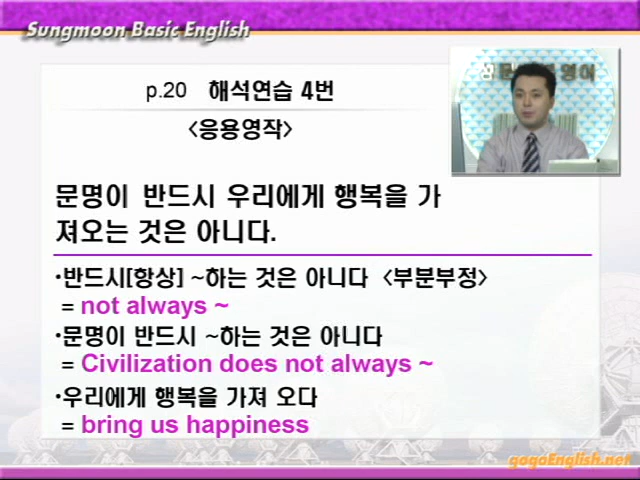 Sungmoon Basic English
p.20 해석연습 4번
<응용영작>
문명이 반드시 우리에게 행복을 가
져오는 것은 아니다.
·반드시[항상] ~하는 것은 아니다 <부분부정>
= not always ~
·문명이 반드시 ~하는 것은 아니다
= Civilization does not always ~
·우리에게 행복을 가져 오다
= bring us happiness
gogoEnglish.net